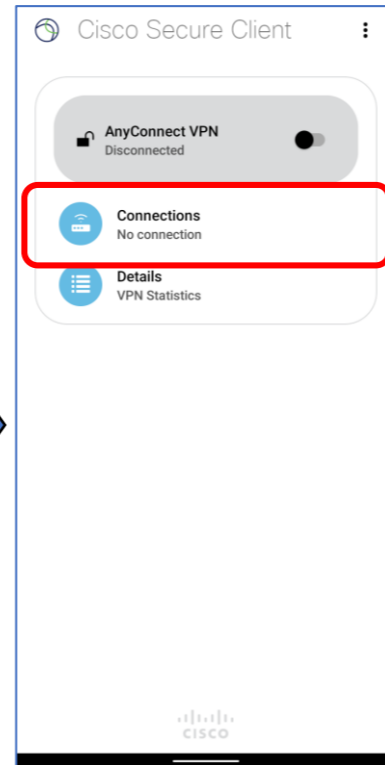 Cisco Secure Client
AnyConnect VPN
Disconnected
Connections
No connection
Details
VPN Statistics
CISCO